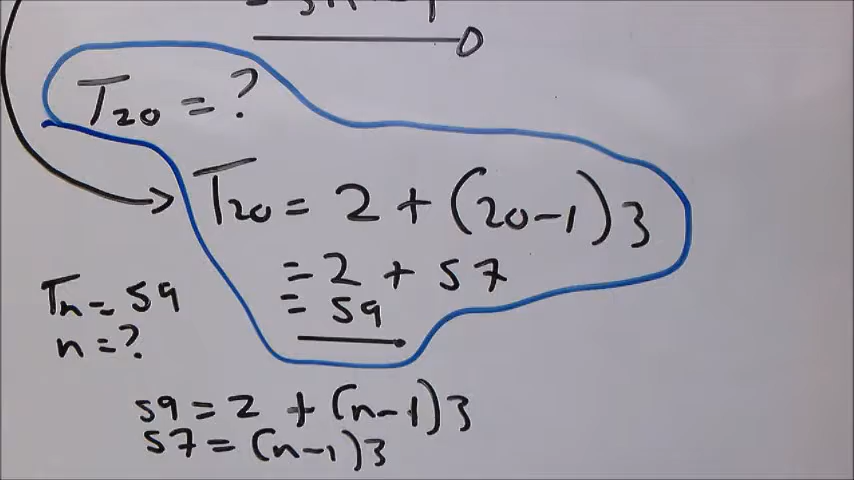 T₂₀ = ?
T₂₀ = 2 + (20-1)3
= 2 + 57
= 59
Tn = 59
n = ?
59 = 2 + (n-1)3
57 = (n-1)3